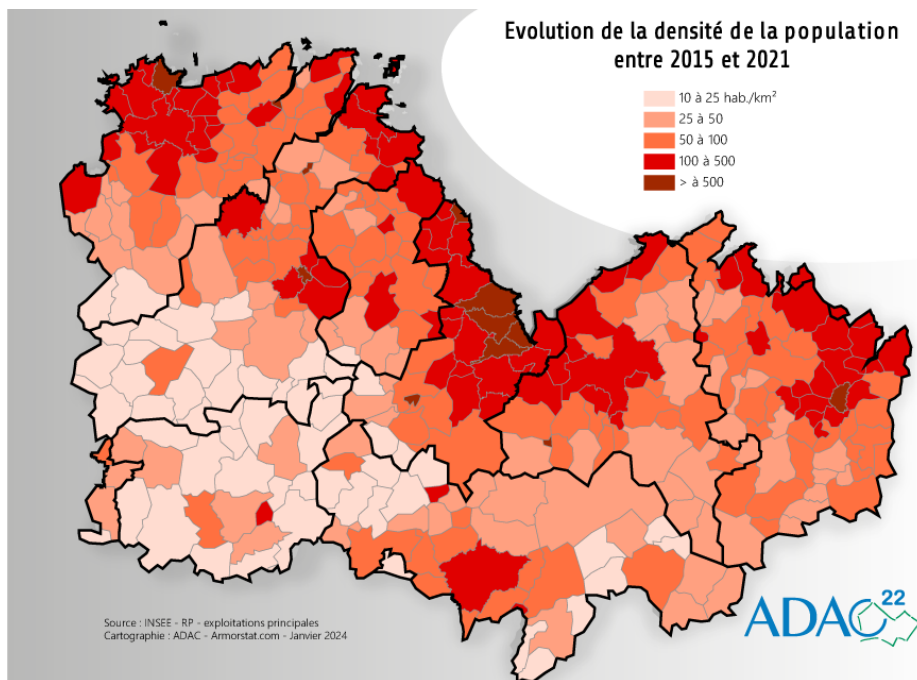 Evolution de la densité de la population
entre 2015 et 2021
10 à 25 hab./km²
25 à 50
50 à 100
100 à 500
> à 500
Source : INSEE - RP - exploitations principales
Cartographie : ADAC - Armorstat.com - Janvier 2024
ADAC 22